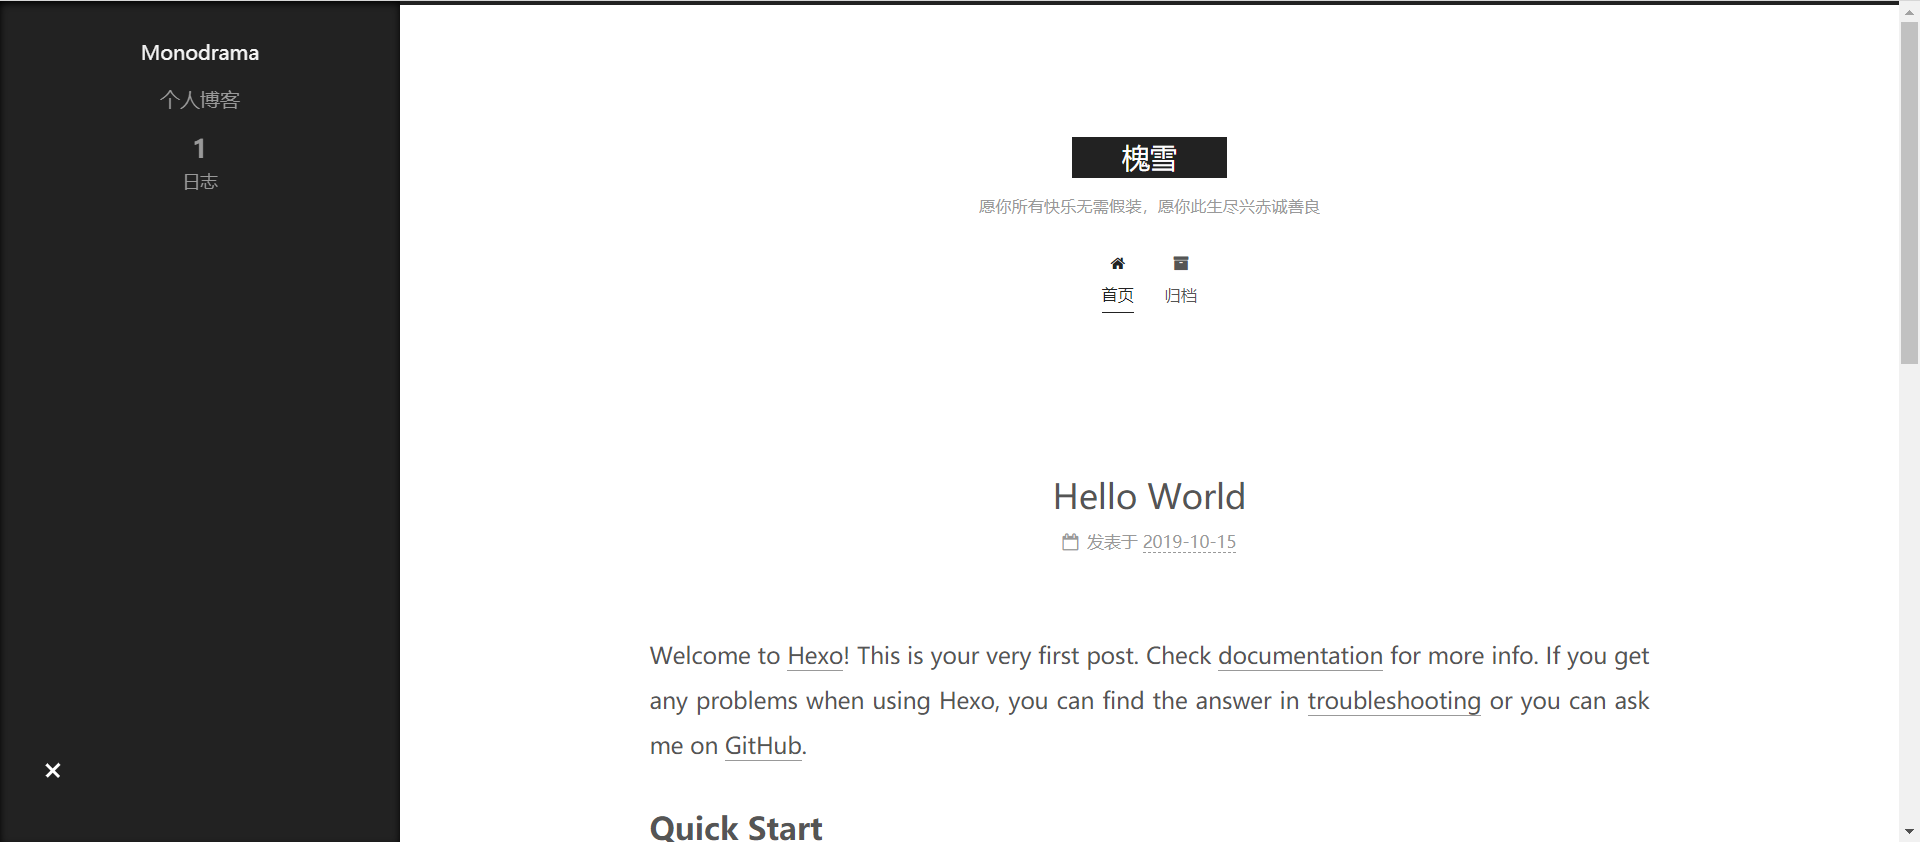 Monodrama
个人博客
1
日志
槐雪
愿你所有快乐无需假装，愿你此生尽兴赤诚善良
首页
归档
Hello World
发表于 2019-10-15
Welcome to Hexo! This is your very first post. Check documentation for more info. If you get
any problems when using Hexo, you can find the answer in troubleshooting or you can ask
me on GitHub.
Quick Start